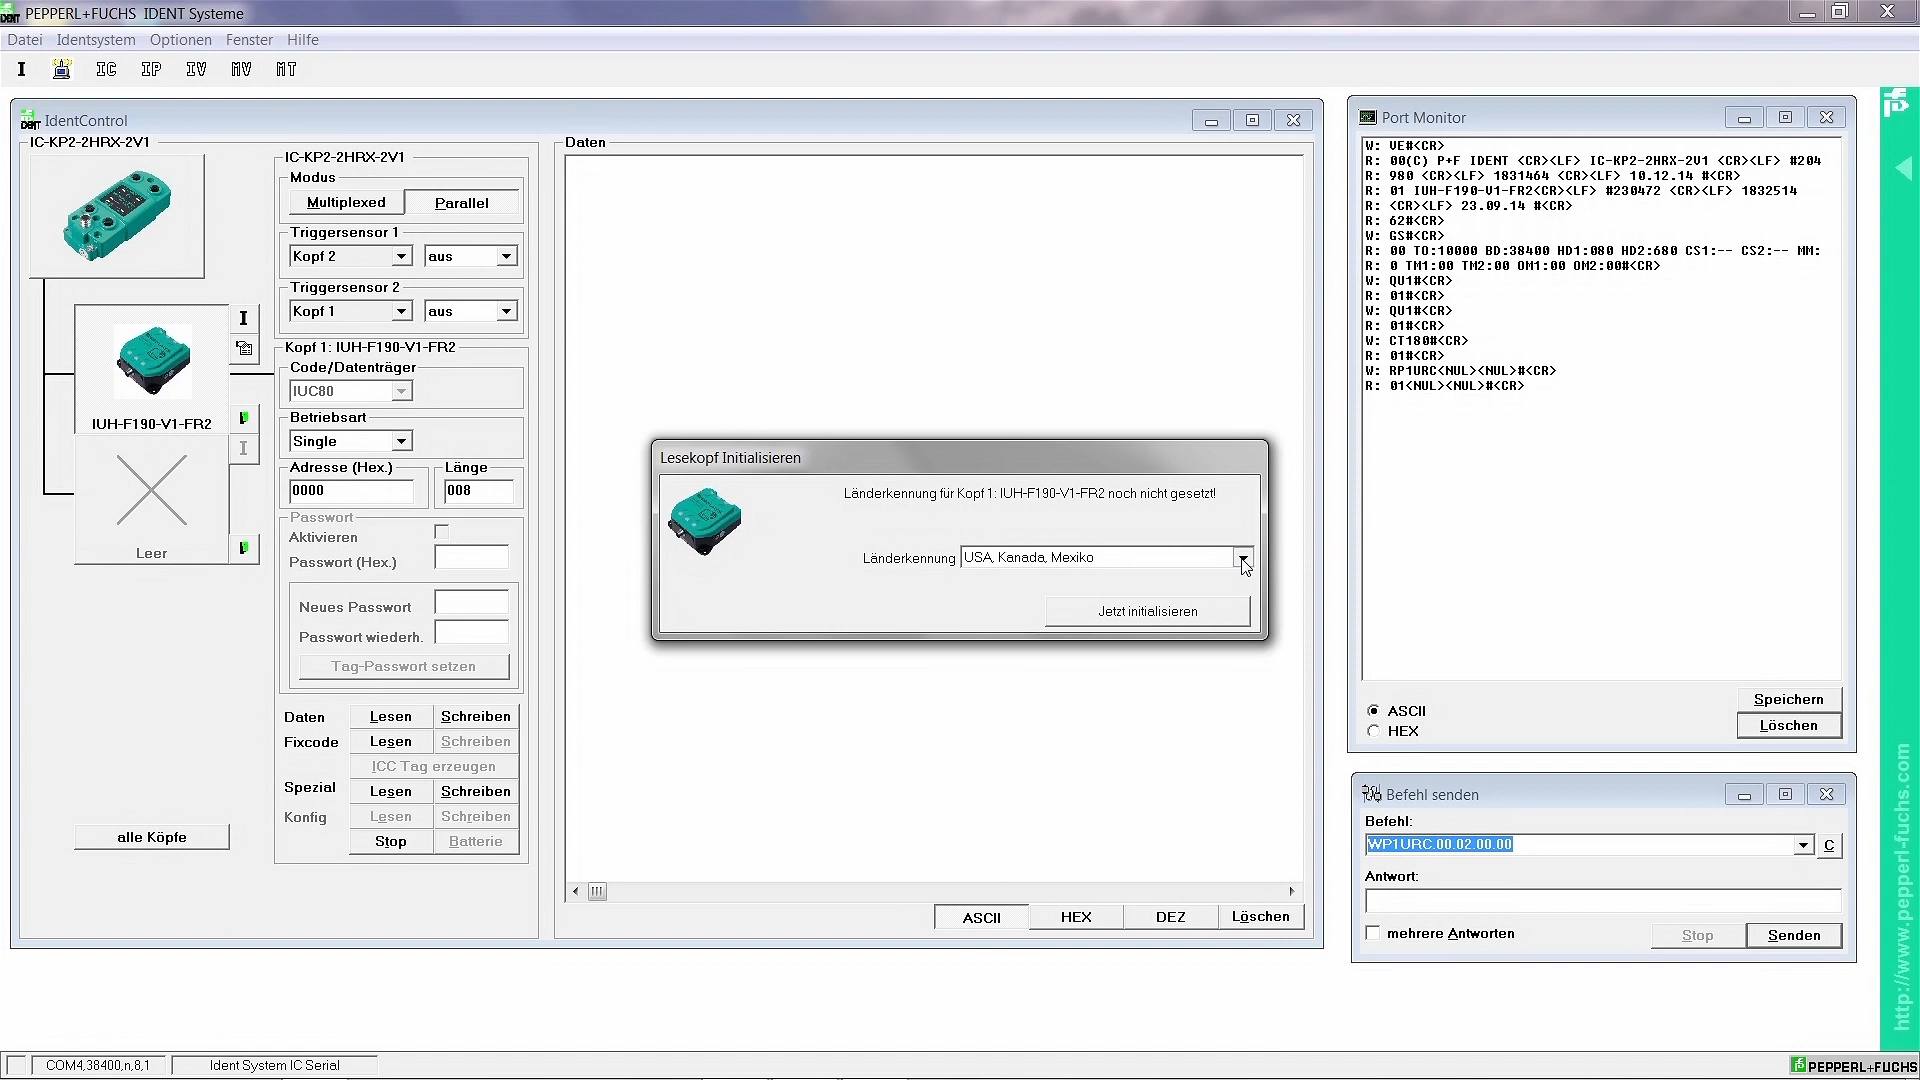 PEPPERL+FUCHS IDENT Systeme
Datei Identsystem Optionen Fenster Hilfe
I IC IP IV MV MT
IDENT IdentControl
IC-KP2-2HRX-2V1
IUH-F190-V1-FR2
I
I
Leer
alle Köpfe
IC-KP2-2HRX-2V1
Modus
Multiplexed Parallel
Triggersensor 1
Kopf 2 aus
Triggersensor 2
Kopf 1 aus
Kopf 1: IUH-F190-V1-FR2
Code/Datenträger
IUC80
Betriebsart
Single
Adresse (Hex.) Länge
0000 008
Passwort
Aktivieren
Passwort (Hex.)
Neues Passwort
Passwort wiederh.
Tag-Passwort setzen
Daten Lesen Schreiben
Fixcode Lesen Schreiben
ICC Tag erzeugen
Spezial Lesen Schreiben
Konfig Lesen Schreiben
Stop Batterie
Daten
ASCII HEX DEZ Löschen
Lesekopf Initialisieren
Länderkennung für Kopf 1: IUH-F190-V1-FR2 noch nicht gesetzt!
Länderkennung USA, Kanada, Mexiko
Jetzt initialisieren
Port Monitor
W: VE#<CR>
R: 00(C) P+F IDENT <CR><LF> IC-KP2-2HRX-2V1 <CR><LF> #204
R: 980 <CR><LF> 1831464 <CR><LF> 10.12.14 #<CR>
R: 01 IUH-F190-V1-FR2<CR><LF> #230472 <CR><LF> 1832514
R: <CR><LF> 23.09.14 #<CR>
R: 62#<CR>
W: GS#<CR>
R: 00 TO:10000 BD:38400 HD1:080 HD2:680 CS1:-- CS2:-- MM:
R: 0 TM1:00 TM2:00 OM1:00 OM2:00#<CR>
W: QU1#<CR>
R: 01#<CR>
W: QU1#<CR>
R: 01#<CR>
W: CT180#<CR>
R: 01#<CR>
W: RP1URC<NUL><NUL>#<CR>
R: 01<NUL><NUL>#<CR>
ASCII
HEX
Speichern
Löschen
Befehl senden
Befehl:
WP1URC.00.02.00.00 C
Antwort:
mehrere Antworten Stop Senden
http://www.pepperl-fuchs.com
COM4,38400,n,8,1 Ident System IC Serial
PEPPERL+FUCHS